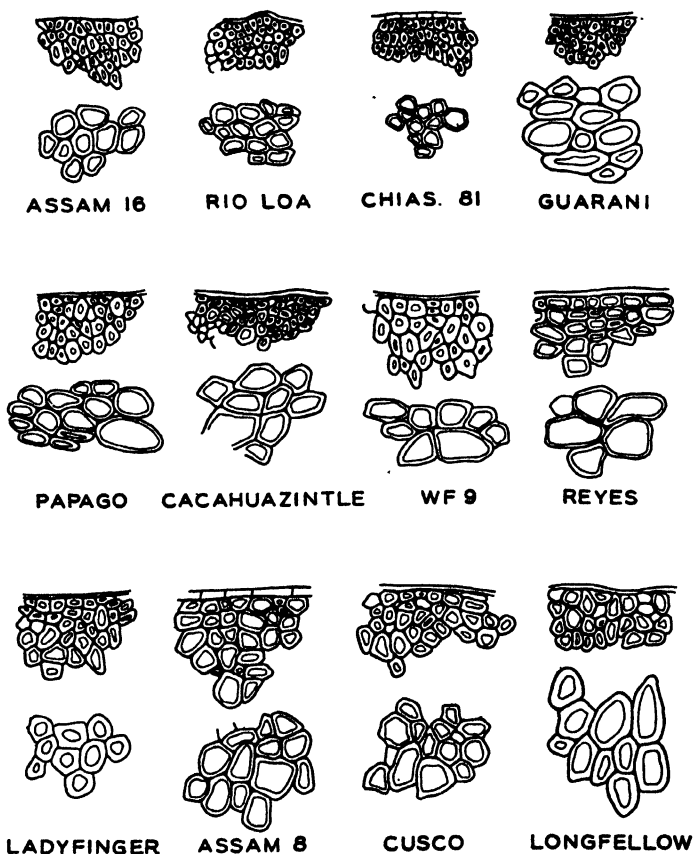 ASSAM 16 RIO LOA CHIAS. 81 GUARANI
PAPAGO CACAHUAZINTLE WF 9 REYES
LADYFINGER ASSAM 8 CUSCO LONGFELLOW